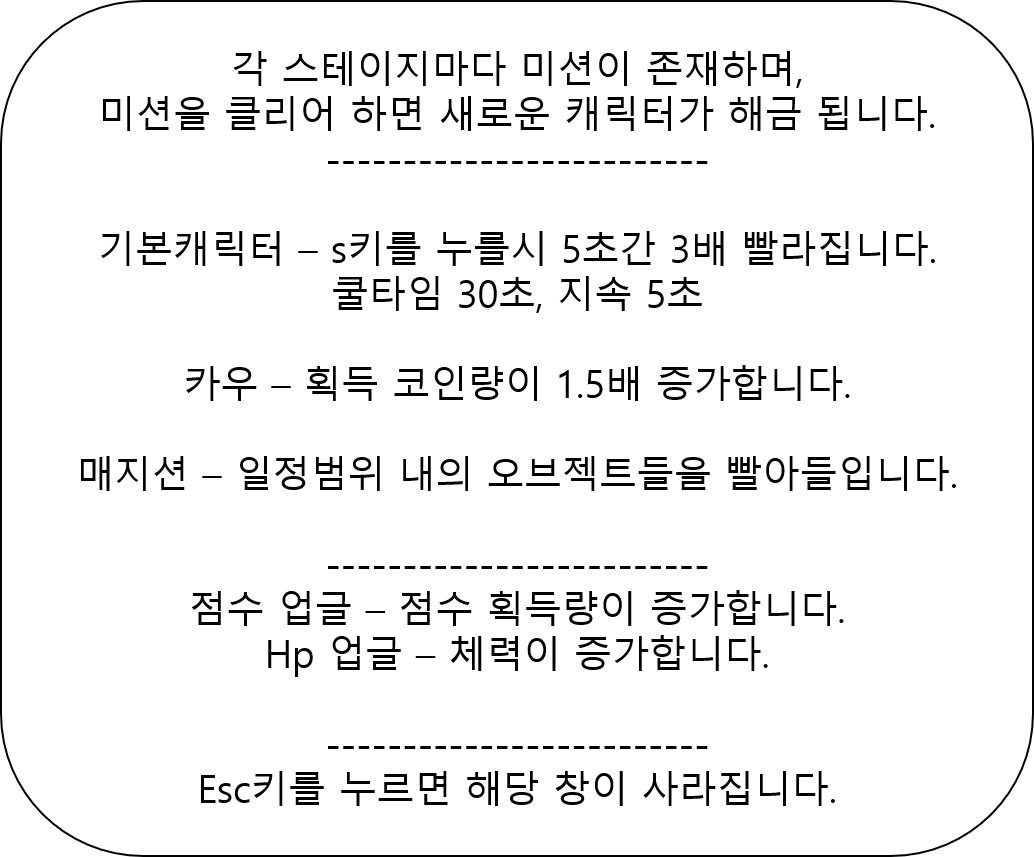 각 스테이지마다 미션이 존재하며,
미션을 클리어 하면 새로운 캐릭터가 해금 됩니다.
-------------------------
기본캐릭터 – s키를 누를시 5초간 3배 빨라집니다.
쿨타임 30초, 지속 5초
카우 – 획득 코인량이 1.5배 증가합니다.
매지션 – 일정범위 내의 오브젝트들을 빨아들입니다.
-------------------------
점수 업글 – 점수 획득량이 증가합니다.
Hp 업글 – 체력이 증가합니다.
-------------------------
Esc키를 누르면 해당 창이 사라집니다.